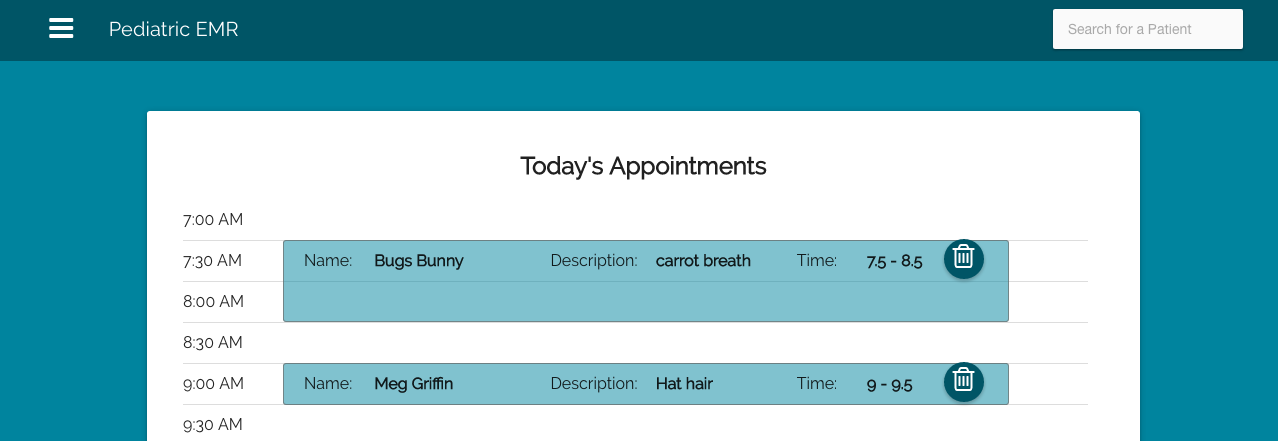 Pediatric EMR Search for a Patient
Today's Appointments
7:00 AM
7:30 AM Name: Bugs Bunny Description: carrot breath Time: 7.5 - 8.5
8:00 AM
8:30 AM
9:00 AM Name: Meg Griffin Description: Hat hair Time: 9 - 9.5
9:30 AM